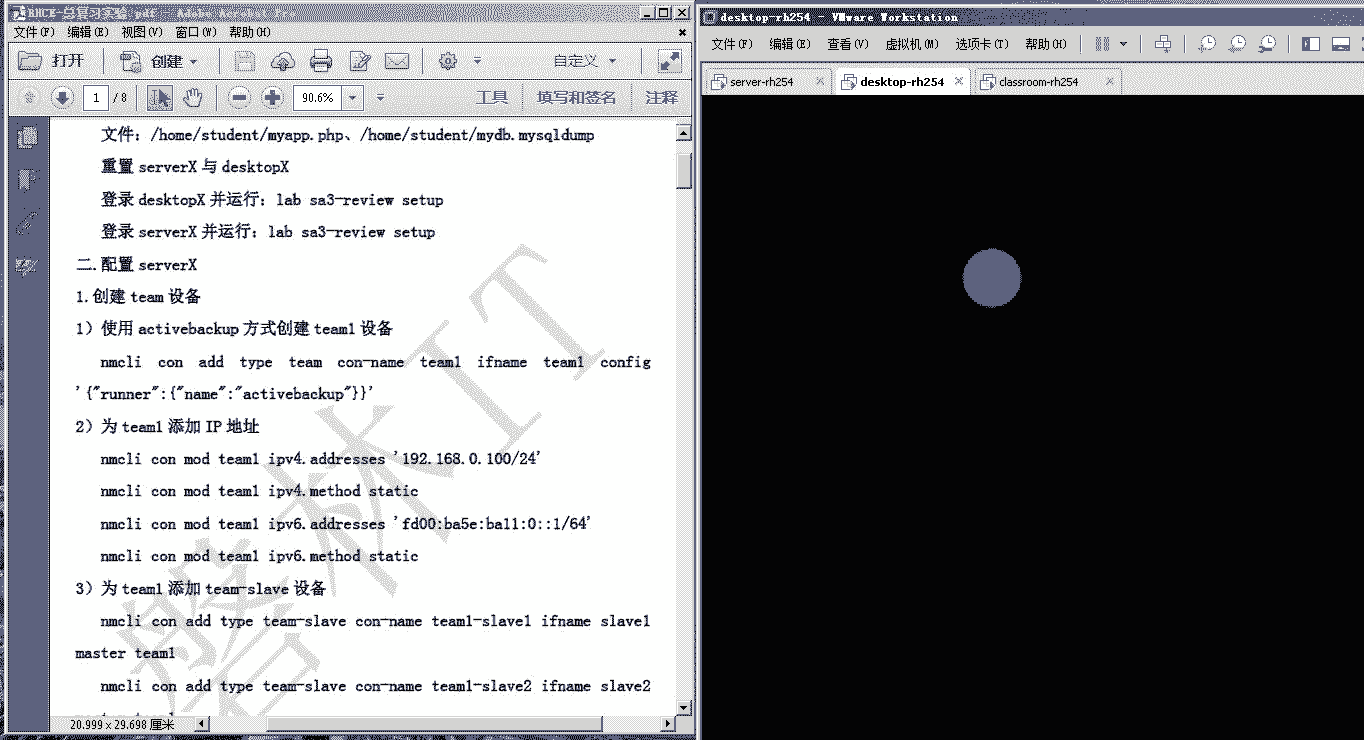 RHCE-总复习实验.pdf - Adobe Acrobat Pro
文件(F) 编辑(E) 视图(V) 窗口(W) 帮助(H)
打开 创建 自定义
1 / 8 90.6% 工具 填写和签名 注释
文件：/home/student/myapp.php、/home/student/mydb.mysqldump
重置 serverX 与 desktopX
登录 desktopX 并运行：lab sa3-review setup
登录 serverX 并运行：lab sa3-review setup
二.配置 serverX
1.创建 team 设备
1）使用 activebackup 方式创建 team1 设备
nmcli con add type team con-name team1 ifname team1 config
'{"runner":{"name":"activebackup"}}'
2）为 team1 添加 IP 地址
nmcli con mod team1 ipv4.addresses '192.168.0.100/24'
nmcli con mod team1 ipv4.method static
nmcli con mod team1 ipv6.addresses 'fd00:ba5e:ba11:0::1/64'
nmcli con mod team1 ipv6.method static
3）为 team1 添加 team-slave 设备
nmcli con add type team-slave con-name team1-slave1 ifname slave1
master team1
nmcli con add type team-slave con-name team1-slave2 ifname slave2
20.999 x 29.698 厘米
磐林IT
desktop-rh254 - VMware Workstation
文件(F) 编辑(E) 查看(V) 虚拟机(M) 选项卡(T) 帮助(H)
server-rh254 desktop-rh254 classroom-rh254